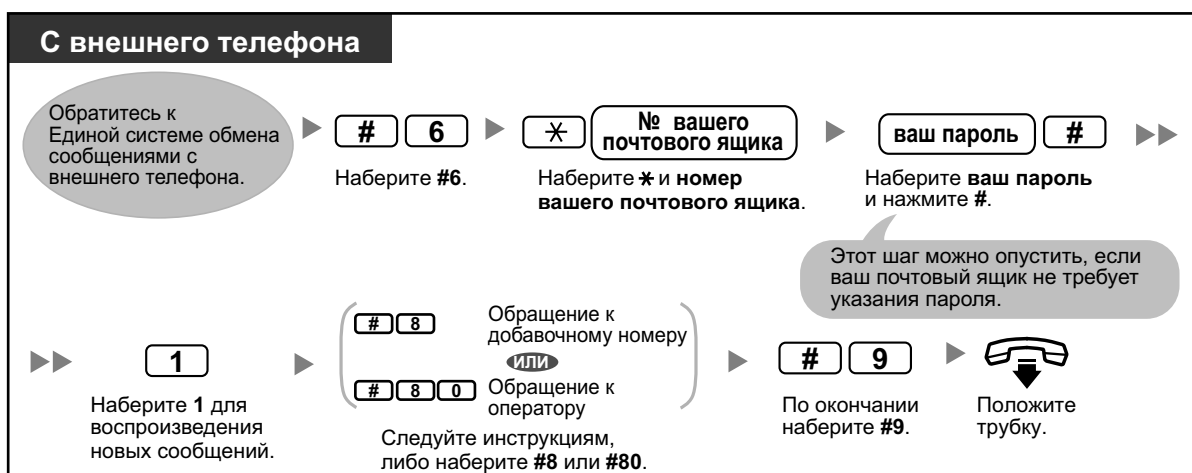 С внешнего телефона
Обратитесь к
Единой системе обмена
сообщениями с
внешнего телефона.
# 6
Наберите #6.
* № вашего
почтового ящика
Наберите * и номер
вашего почтового ящика.
ваш пароль #
Наберите ваш пароль
и нажмите #.
Этот шаг можно опустить, если
ваш почтовый ящик не требует
указания пароля.
1
Наберите 1 для
воспроизведения
новых сообщений.
# 8 Обращение к
добавочному номеру
ИЛИ
# 8 0 Обращение к
оператору
Следуйте инструкциям,
либо наберите #8 или #80.
# 9
По окончании
наберите #9.
Положите
трубку.